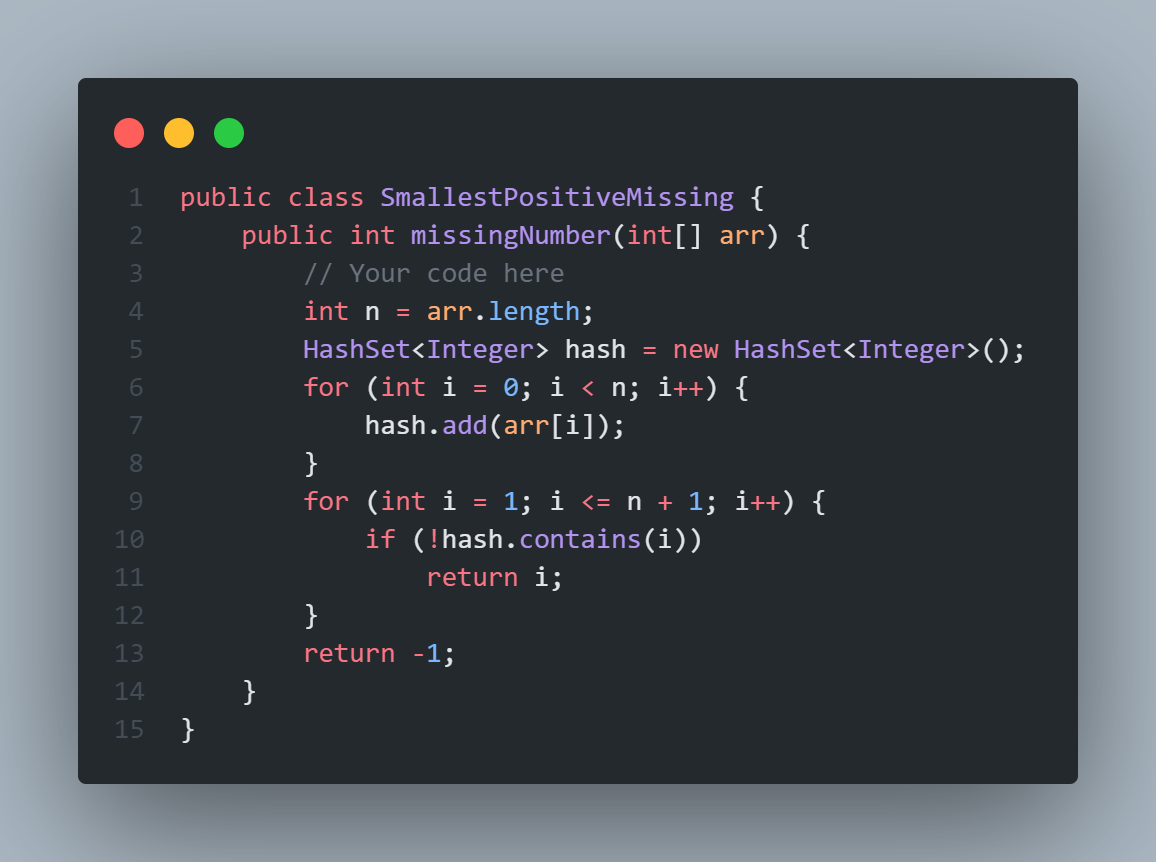 1 public class SmallestPositiveMissing {
2     public int missingNumber(int[] arr) {
3         // Your code here
4         int n = arr.length;
5         HashSet<Integer> hash = new HashSet<Integer>();
6         for (int i = 0; i < n; i++) {
7             hash.add(arr[i]);
8         }
9         for (int i = 1; i <= n + 1; i++) {
10             if (!hash.contains(i))
11                 return i;
12         }
13         return -1;
14     }
15 }